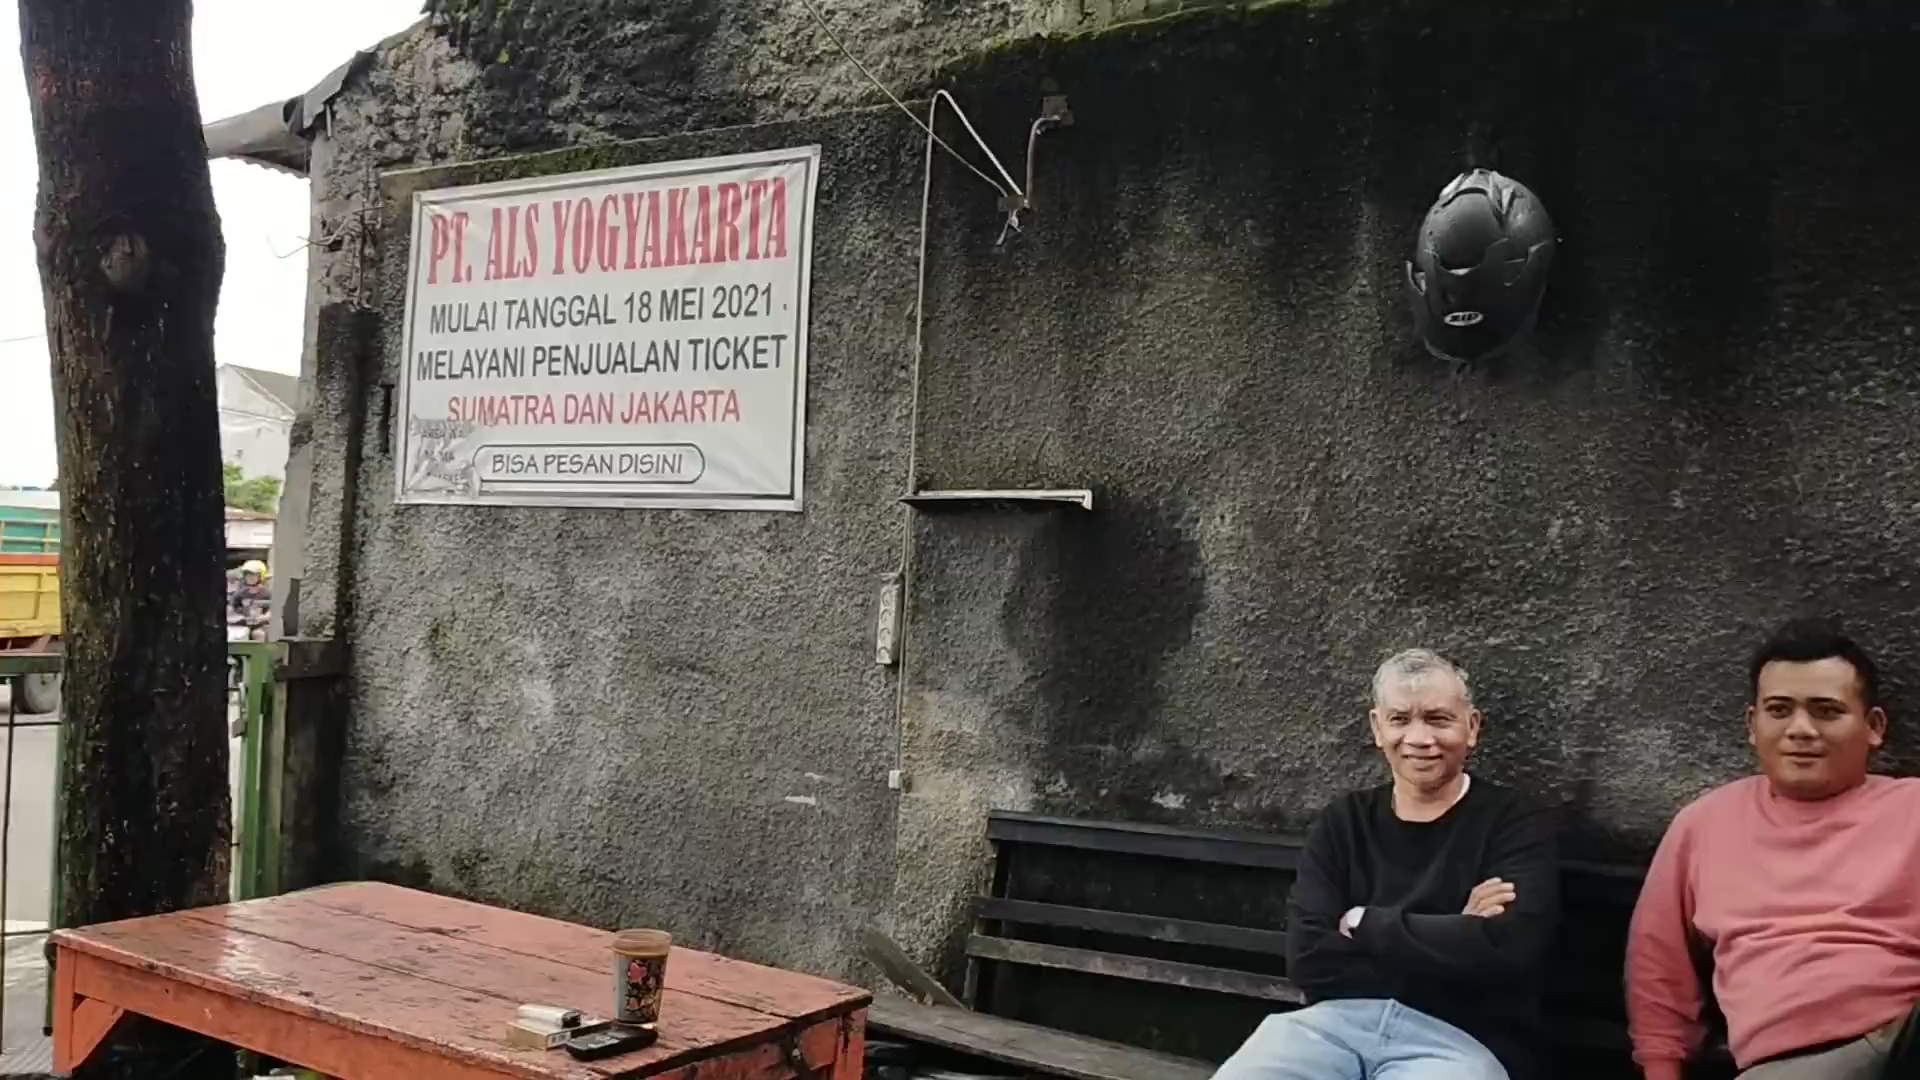 PT. ALS YOGYAKARTA
MULAI TANGGAL 18 MEI 2021 .
MELAYANI PENJUALAN TICKET
SUMATRA DAN JAKARTA
BISA PESAN DISINI